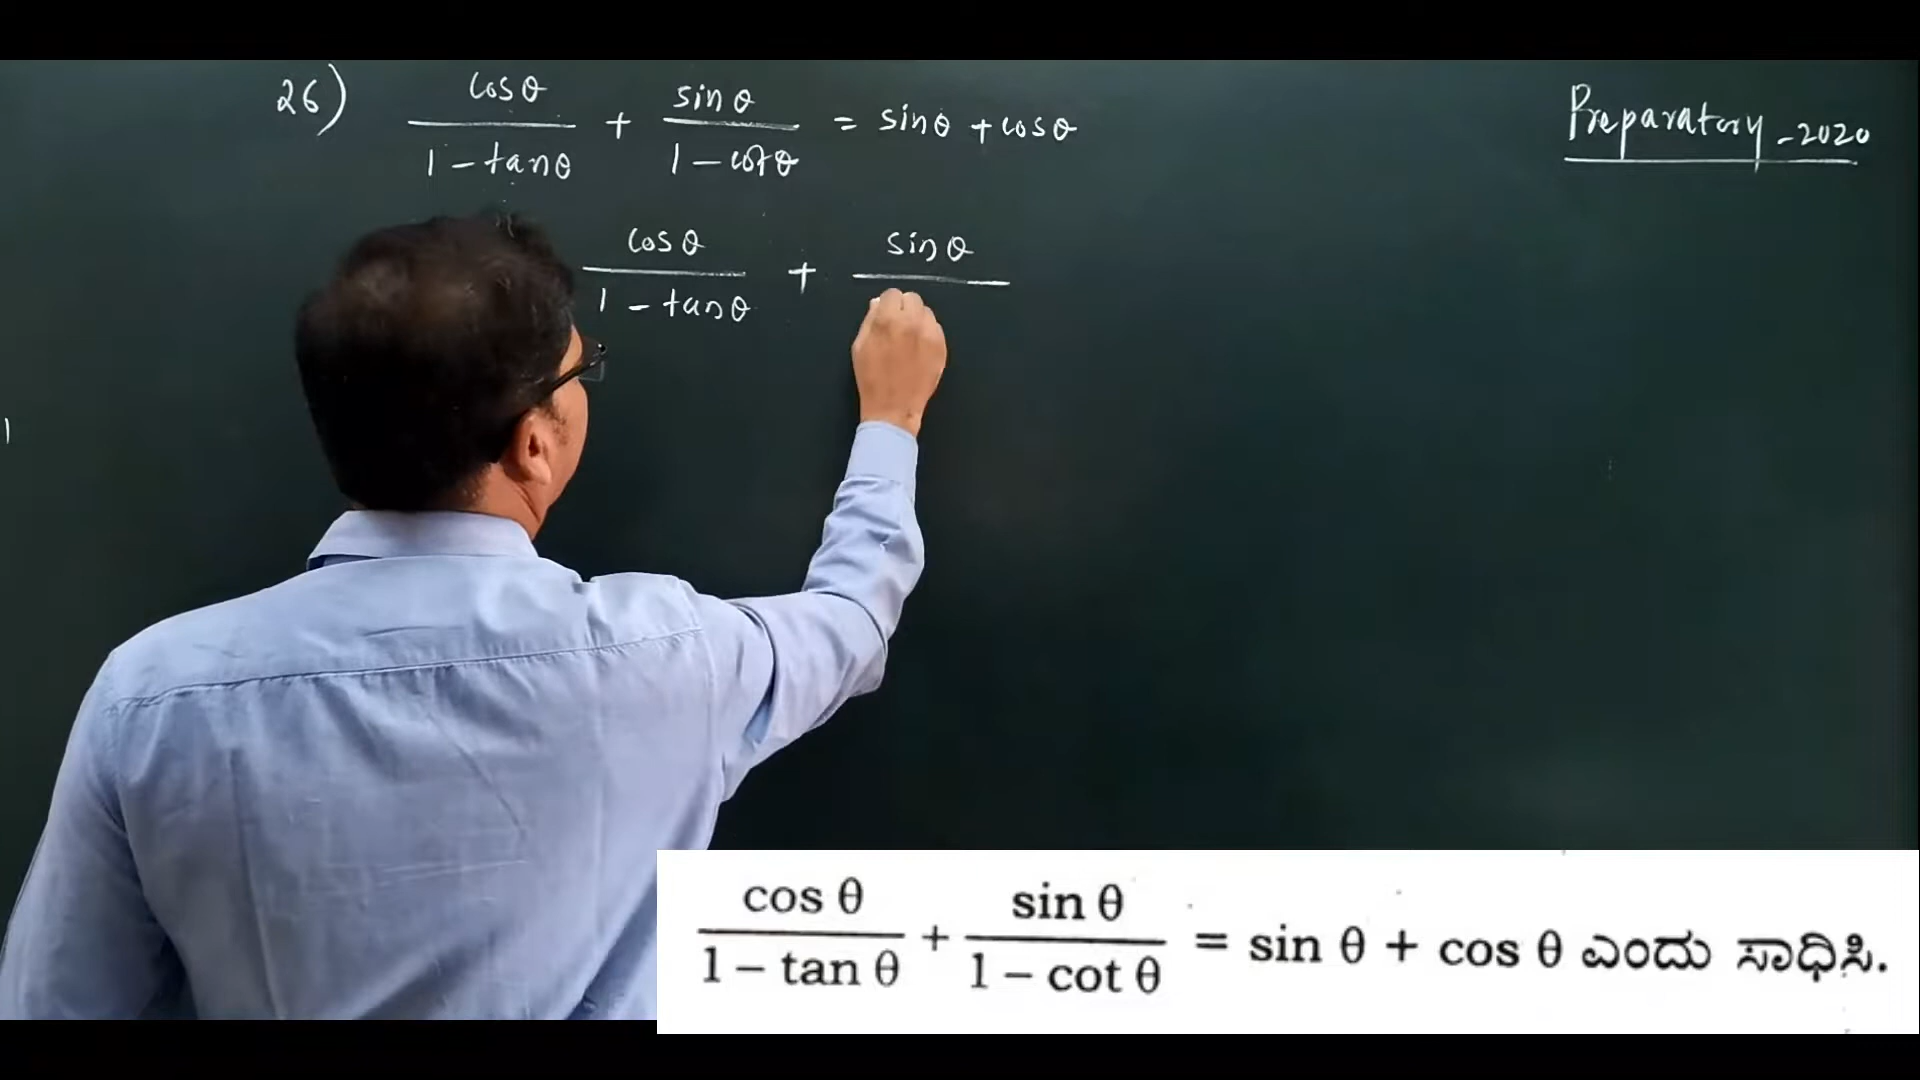 26) cosθ / 1 - tanθ + sinθ / 1 - cotθ = sinθ + cosθ
Preparatory - 2020
cosθ / 1 - tanθ + sinθ
1
cos θ / 1 - tan θ + sin θ / 1 - cot θ = sin θ + cos θ ಎಂದು ಸಾಧಿಸಿ.